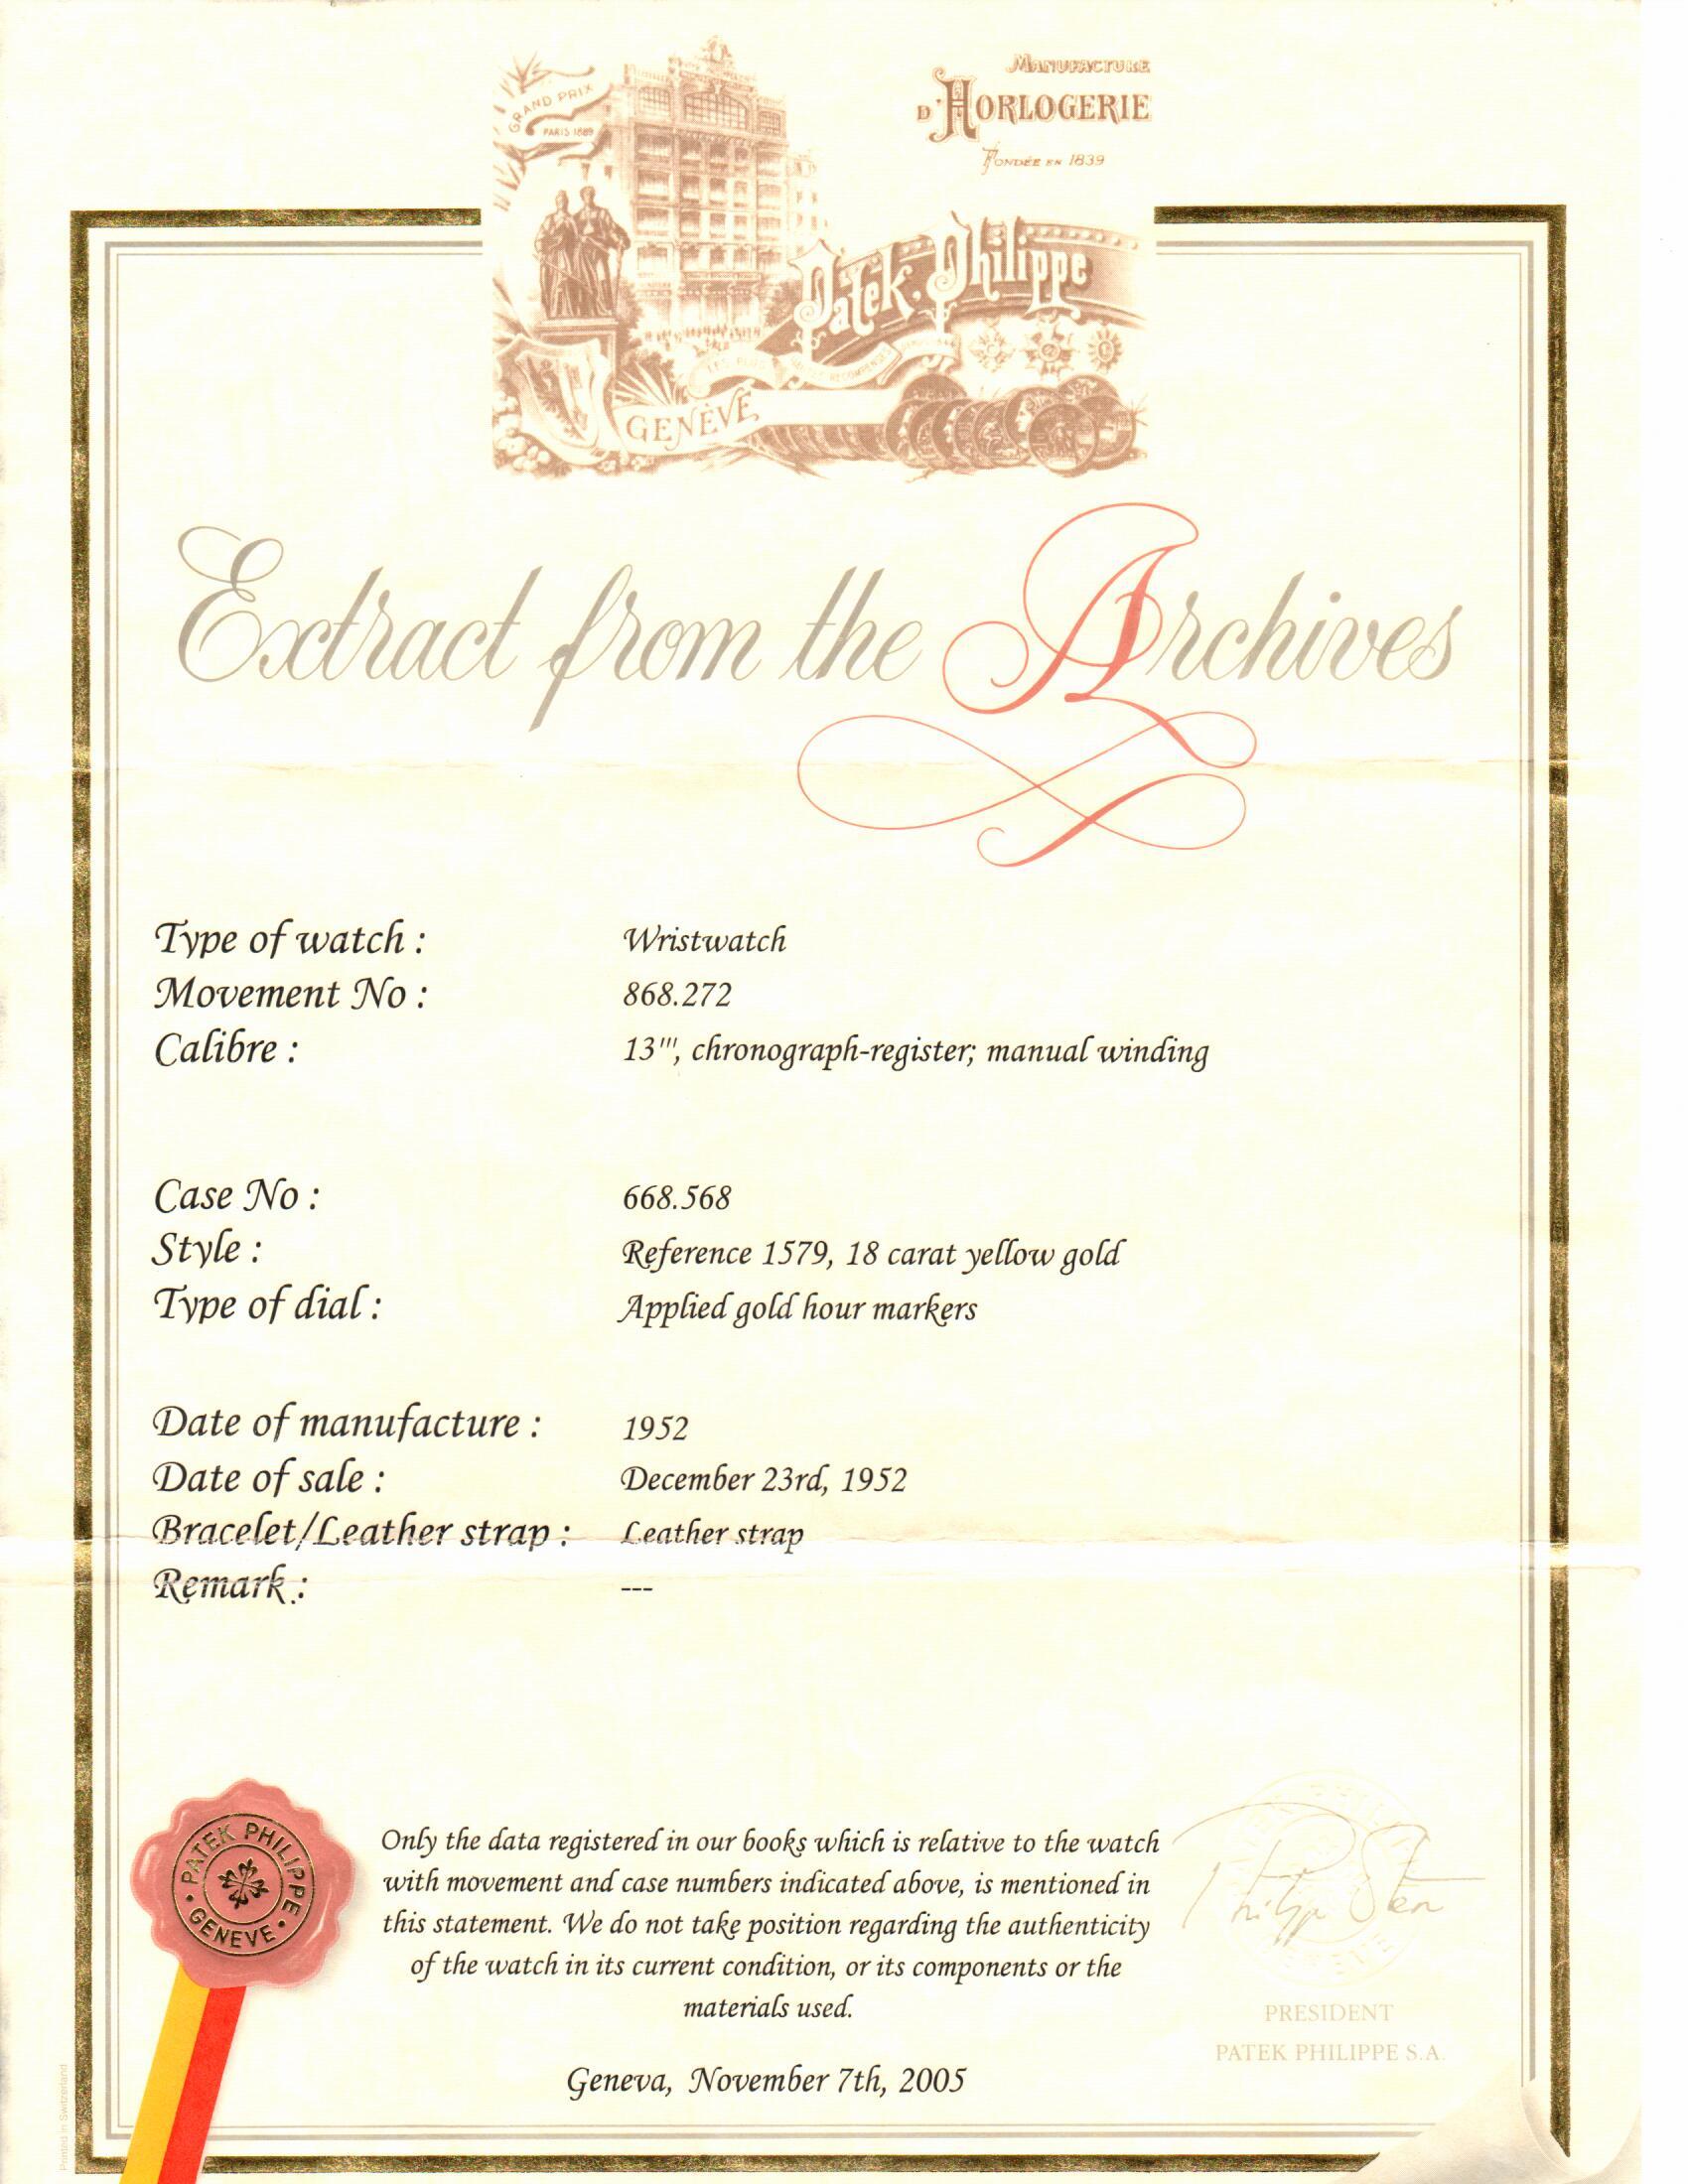 GRAND PRIX
PARIS 1889
MANUFACTURE
D'HORLOGERIE
FONDÉE EN 1839
Patek. Philippe
GENÈVE
Extract from the Archives
Type of watch : Wristwatch
Movement No : 868.272
Calibre : 13''', chronograph-register; manual winding
Case No : 668.568
Style : Reference 1579, 18 carat yellow gold
Type of dial : Applied gold hour markers
Date of manufacture : 1952
Date of sale : December 23rd, 1952
Bracelet/Leather strap : Leather strap
Remark : ---
PATEK PHILIPPE
GENEVE
Only the data registered in our books which is relative to the watch
with movement and case numbers indicated above, is mentioned in
this statement. We do not take position regarding the authenticity
of the watch in its current condition, or its components or the
materials used.
Philippe Stern
PRESIDENT
PATEK PHILIPPE S.A.
Geneva, November 7th, 2005
Printed in Switzerland